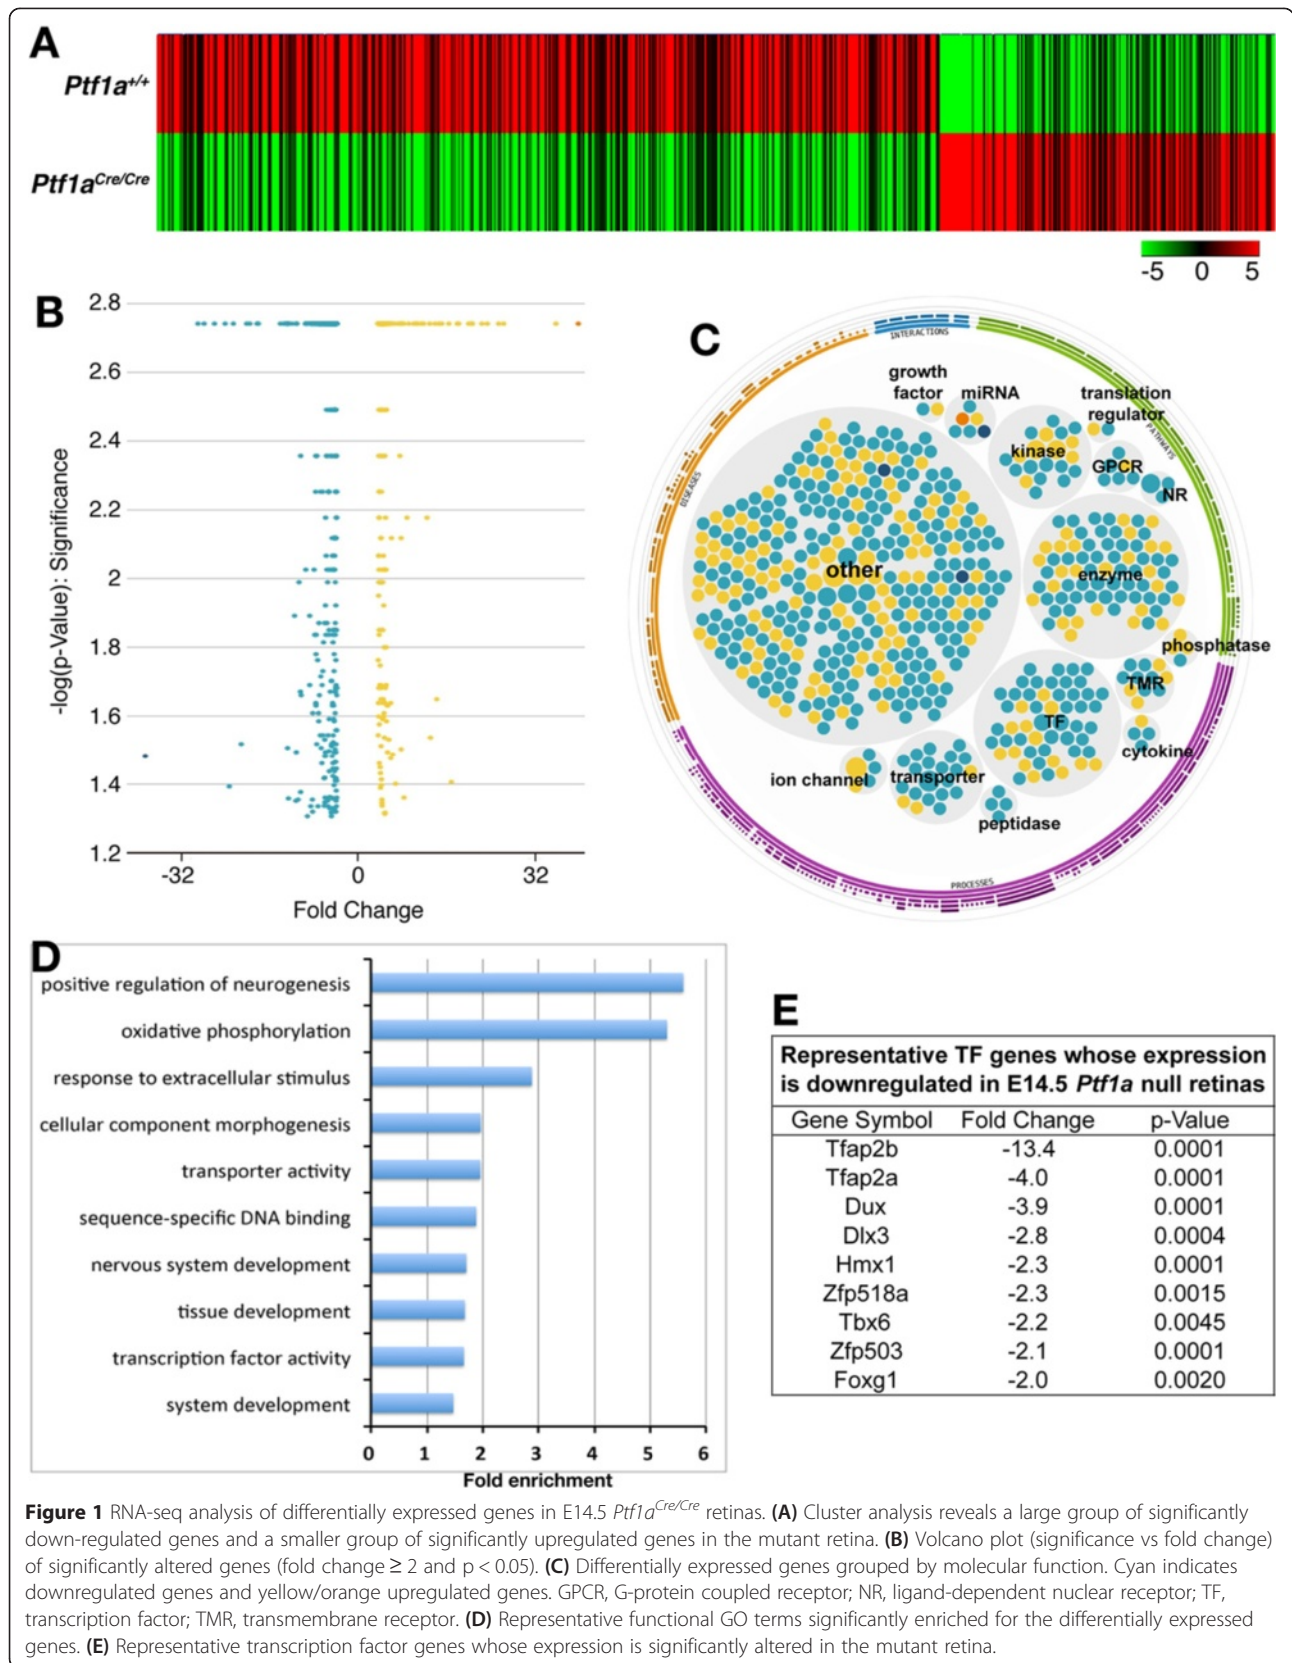 A
Ptf1a+/+
Ptf1aCre/Cre
-5 0 5
B
2.8
2.6
2.4
2.2
2
1.8
1.6
1.4
1.2
-log(p-Value): Significance
-32 0 32
Fold Change
C
INTERACTIONS
PATHWAYS
DISEASES
PROCESSES
growth
factor
miRNA
translation
regulator
kinase
GPCR
NR
other
enzyme
phosphatase
TMR
TF
cytokine
ion channel
transporter
peptidase
D
positive regulation of neurogenesis
oxidative phosphorylation
response to extracellular stimulus
cellular component morphogenesis
transporter activity
sequence-specific DNA binding
nervous system development
tissue development
transcription factor activity
system development
0 1 2 3 4 5 6
Fold enrichment
E
Representative TF genes whose expression
is downregulated in E14.5 Ptf1a null retinas
Gene Symbol Fold Change p-Value
Tfap2b -13.4 0.0001
Tfap2a -4.0 0.0001
Dux -3.9 0.0001
Dlx3 -2.8 0.0004
Hmx1 -2.3 0.0001
Zfp518a -2.3 0.0015
Tbx6 -2.2 0.0045
Zfp503 -2.1 0.0001
Foxg1 -2.0 0.0020
Figure 1 RNA-seq analysis of differentially expressed genes in E14.5 Ptf1aCre/Cre retinas. (A) Cluster analysis reveals a large group of significantly
down-regulated genes and a smaller group of significantly upregulated genes in the mutant retina. (B) Volcano plot (significance vs fold change)
of significantly altered genes (fold change ≥ 2 and p < 0.05). (C) Differentially expressed genes grouped by molecular function. Cyan indicates
downregulated genes and yellow/orange upregulated genes. GPCR, G-protein coupled receptor; NR, ligand-dependent nuclear receptor; TF,
transcription factor; TMR, transmembrane receptor. (D) Representative functional GO terms significantly enriched for the differentially expressed
genes. (E) Representative transcription factor genes whose expression is significantly altered in the mutant retina.